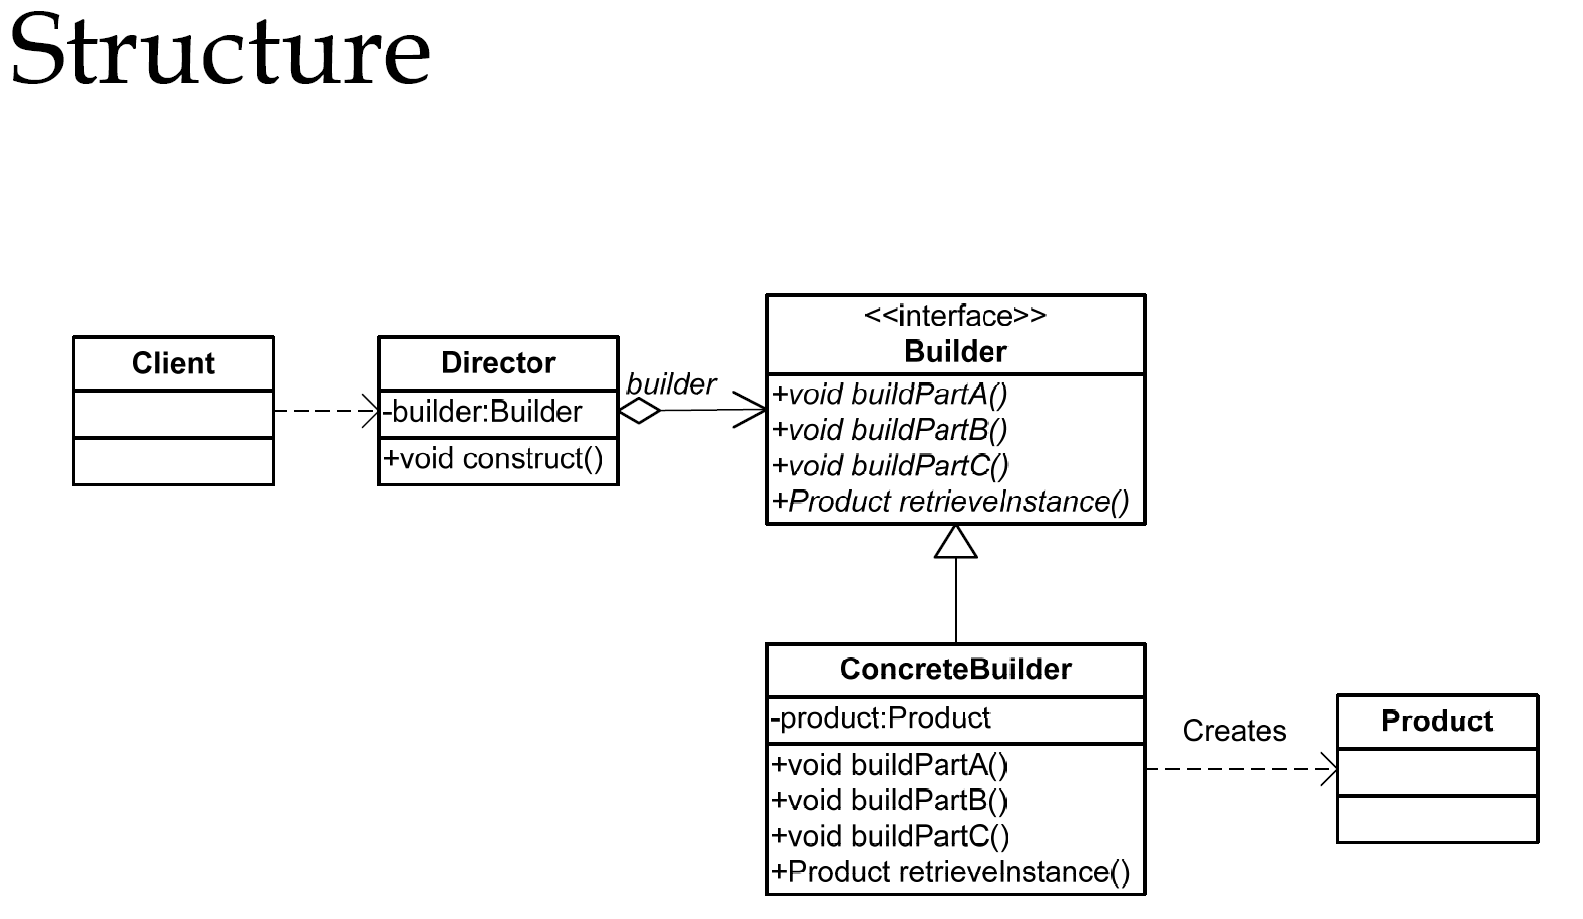 Structure
Client
Director
-builder:Builder
+void construct()
builder
<<interface>>
Builder
+void buildPartA()
+void buildPartB()
+void buildPartC()
+Product retrieveInstance()
ConcreteBuilder
-product:Product
+void buildPartA()
+void buildPartB()
+void buildPartC()
+Product retrieveInstance()
Creates
Product